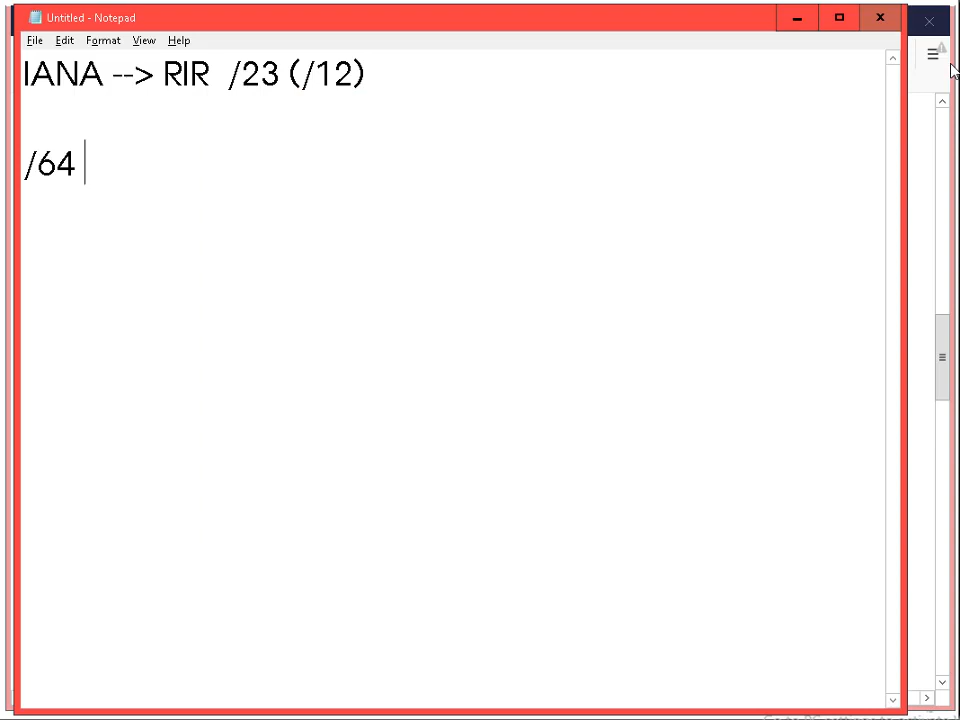 Untitled - Notepad
File Edit Format View Help
IANA --> RIR /23 (/12)
/64